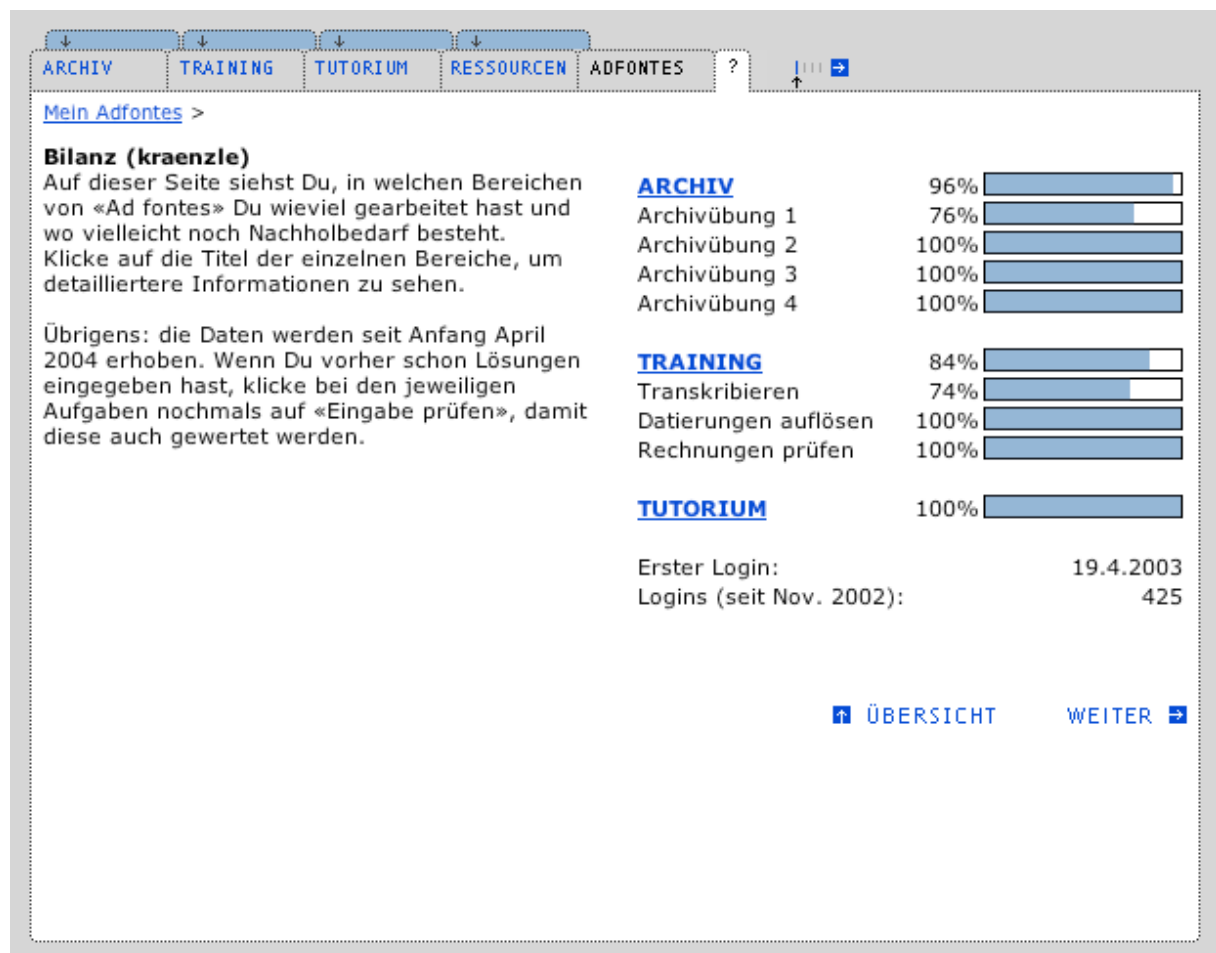 ARCHIV TRAINING TUTORIUM RESSOURCEN ADFONTES ?
Mein Adfontes >
Bilanz (kraenzle)
Auf dieser Seite siehst Du, in welchen Bereichen
von «Ad fontes» Du wieviel gearbeitet hast und
wo vielleicht noch Nachholbedarf besteht.
Klicke auf die Titel der einzelnen Bereiche, um
detailliertere Informationen zu sehen.
Übrigens: die Daten werden seit Anfang April
2004 erhoben. Wenn Du vorher schon Lösungen
eingegeben hast, klicke bei den jeweiligen
Aufgaben nochmals auf «Eingabe prüfen», damit
diese auch gewertet werden.
ARCHIV 96%
Archivübung 1 76%
Archivübung 2 100%
Archivübung 3 100%
Archivübung 4 100%
TRAINING 84%
Transkribieren 74%
Datierungen auflösen 100%
Rechnungen prüfen 100%
TUTORIUM 100%
Erster Login: 19.4.2003
Logins (seit Nov. 2002): 425
ÜBERSICHT WEITER